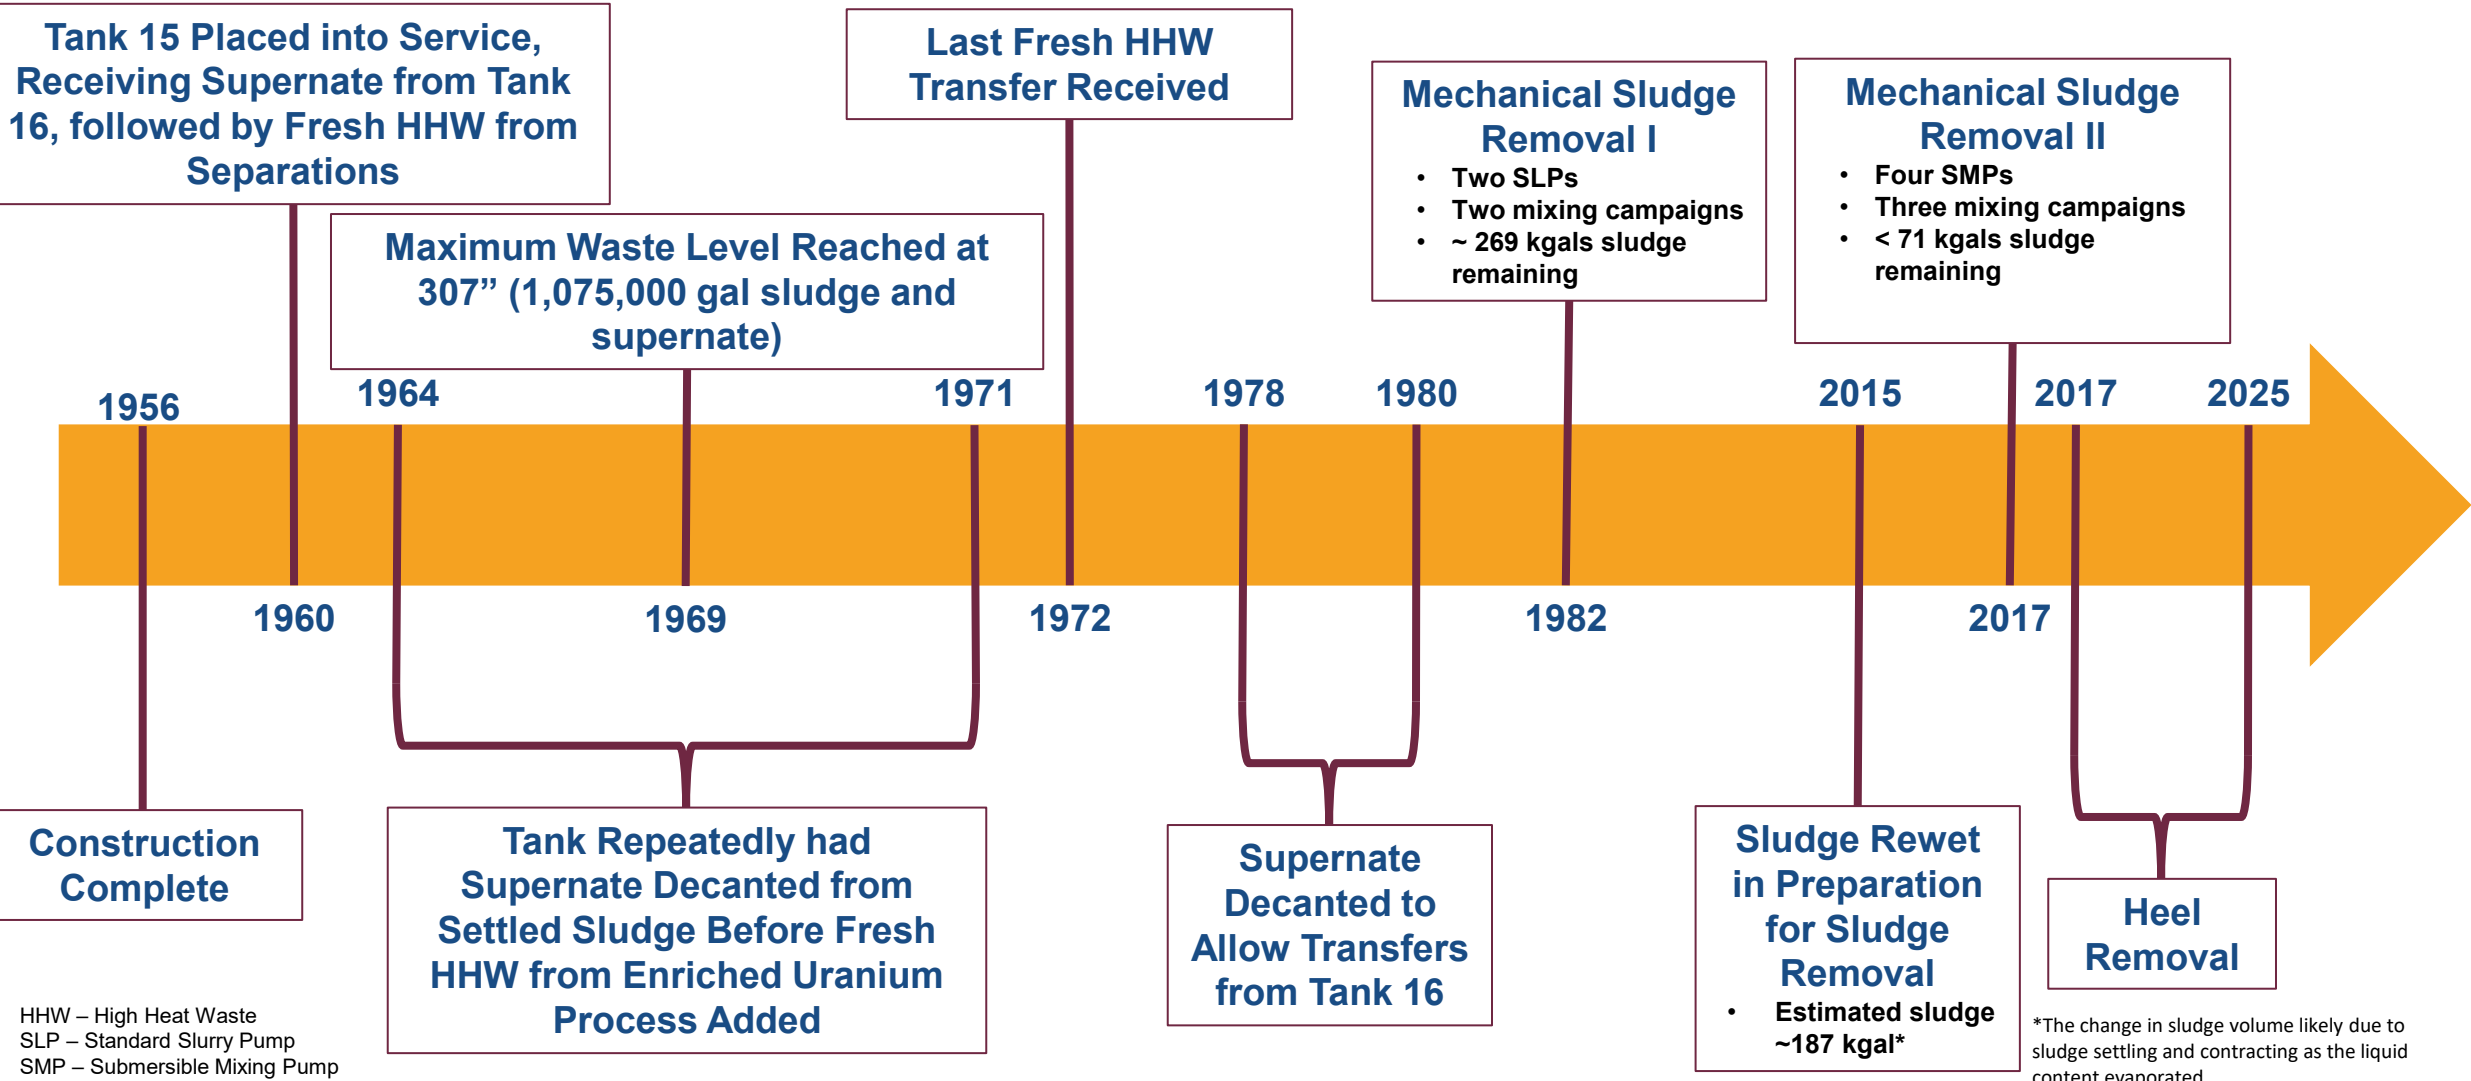 Tank 15 Placed into Service,
Receiving Supernate from Tank
16, followed by Fresh HHW from
Separations
Last Fresh HHW
Transfer Received
Mechanical Sludge
Removal I
• Two SLPs
• Two mixing campaigns
• ~ 269 kgals sludge
remaining
Mechanical Sludge
Removal II
• Four SMPs
• Three mixing campaigns
• < 71 kgals sludge
remaining
Maximum Waste Level Reached at
307” (1,075,000 gal sludge and
supernate)
1956
1964
1971
1978
1980
2015
2017
2025
1960
1969
1972
1982
2017
Construction
Complete
Tank Repeatedly had
Supernate Decanted from
Settled Sludge Before Fresh
HHW from Enriched Uranium
Process Added
Supernate
Decanted to
Allow Transfers
from Tank 16
Sludge Rewet
in Preparation
for Sludge
Removal
• Estimated sludge
~187 kgal*
Heel
Removal
HHW – High Heat Waste
SLP – Standard Slurry Pump
SMP – Submersible Mixing Pump
*The change in sludge volume likely due to
sludge settling and contracting as the liquid
content evaporated